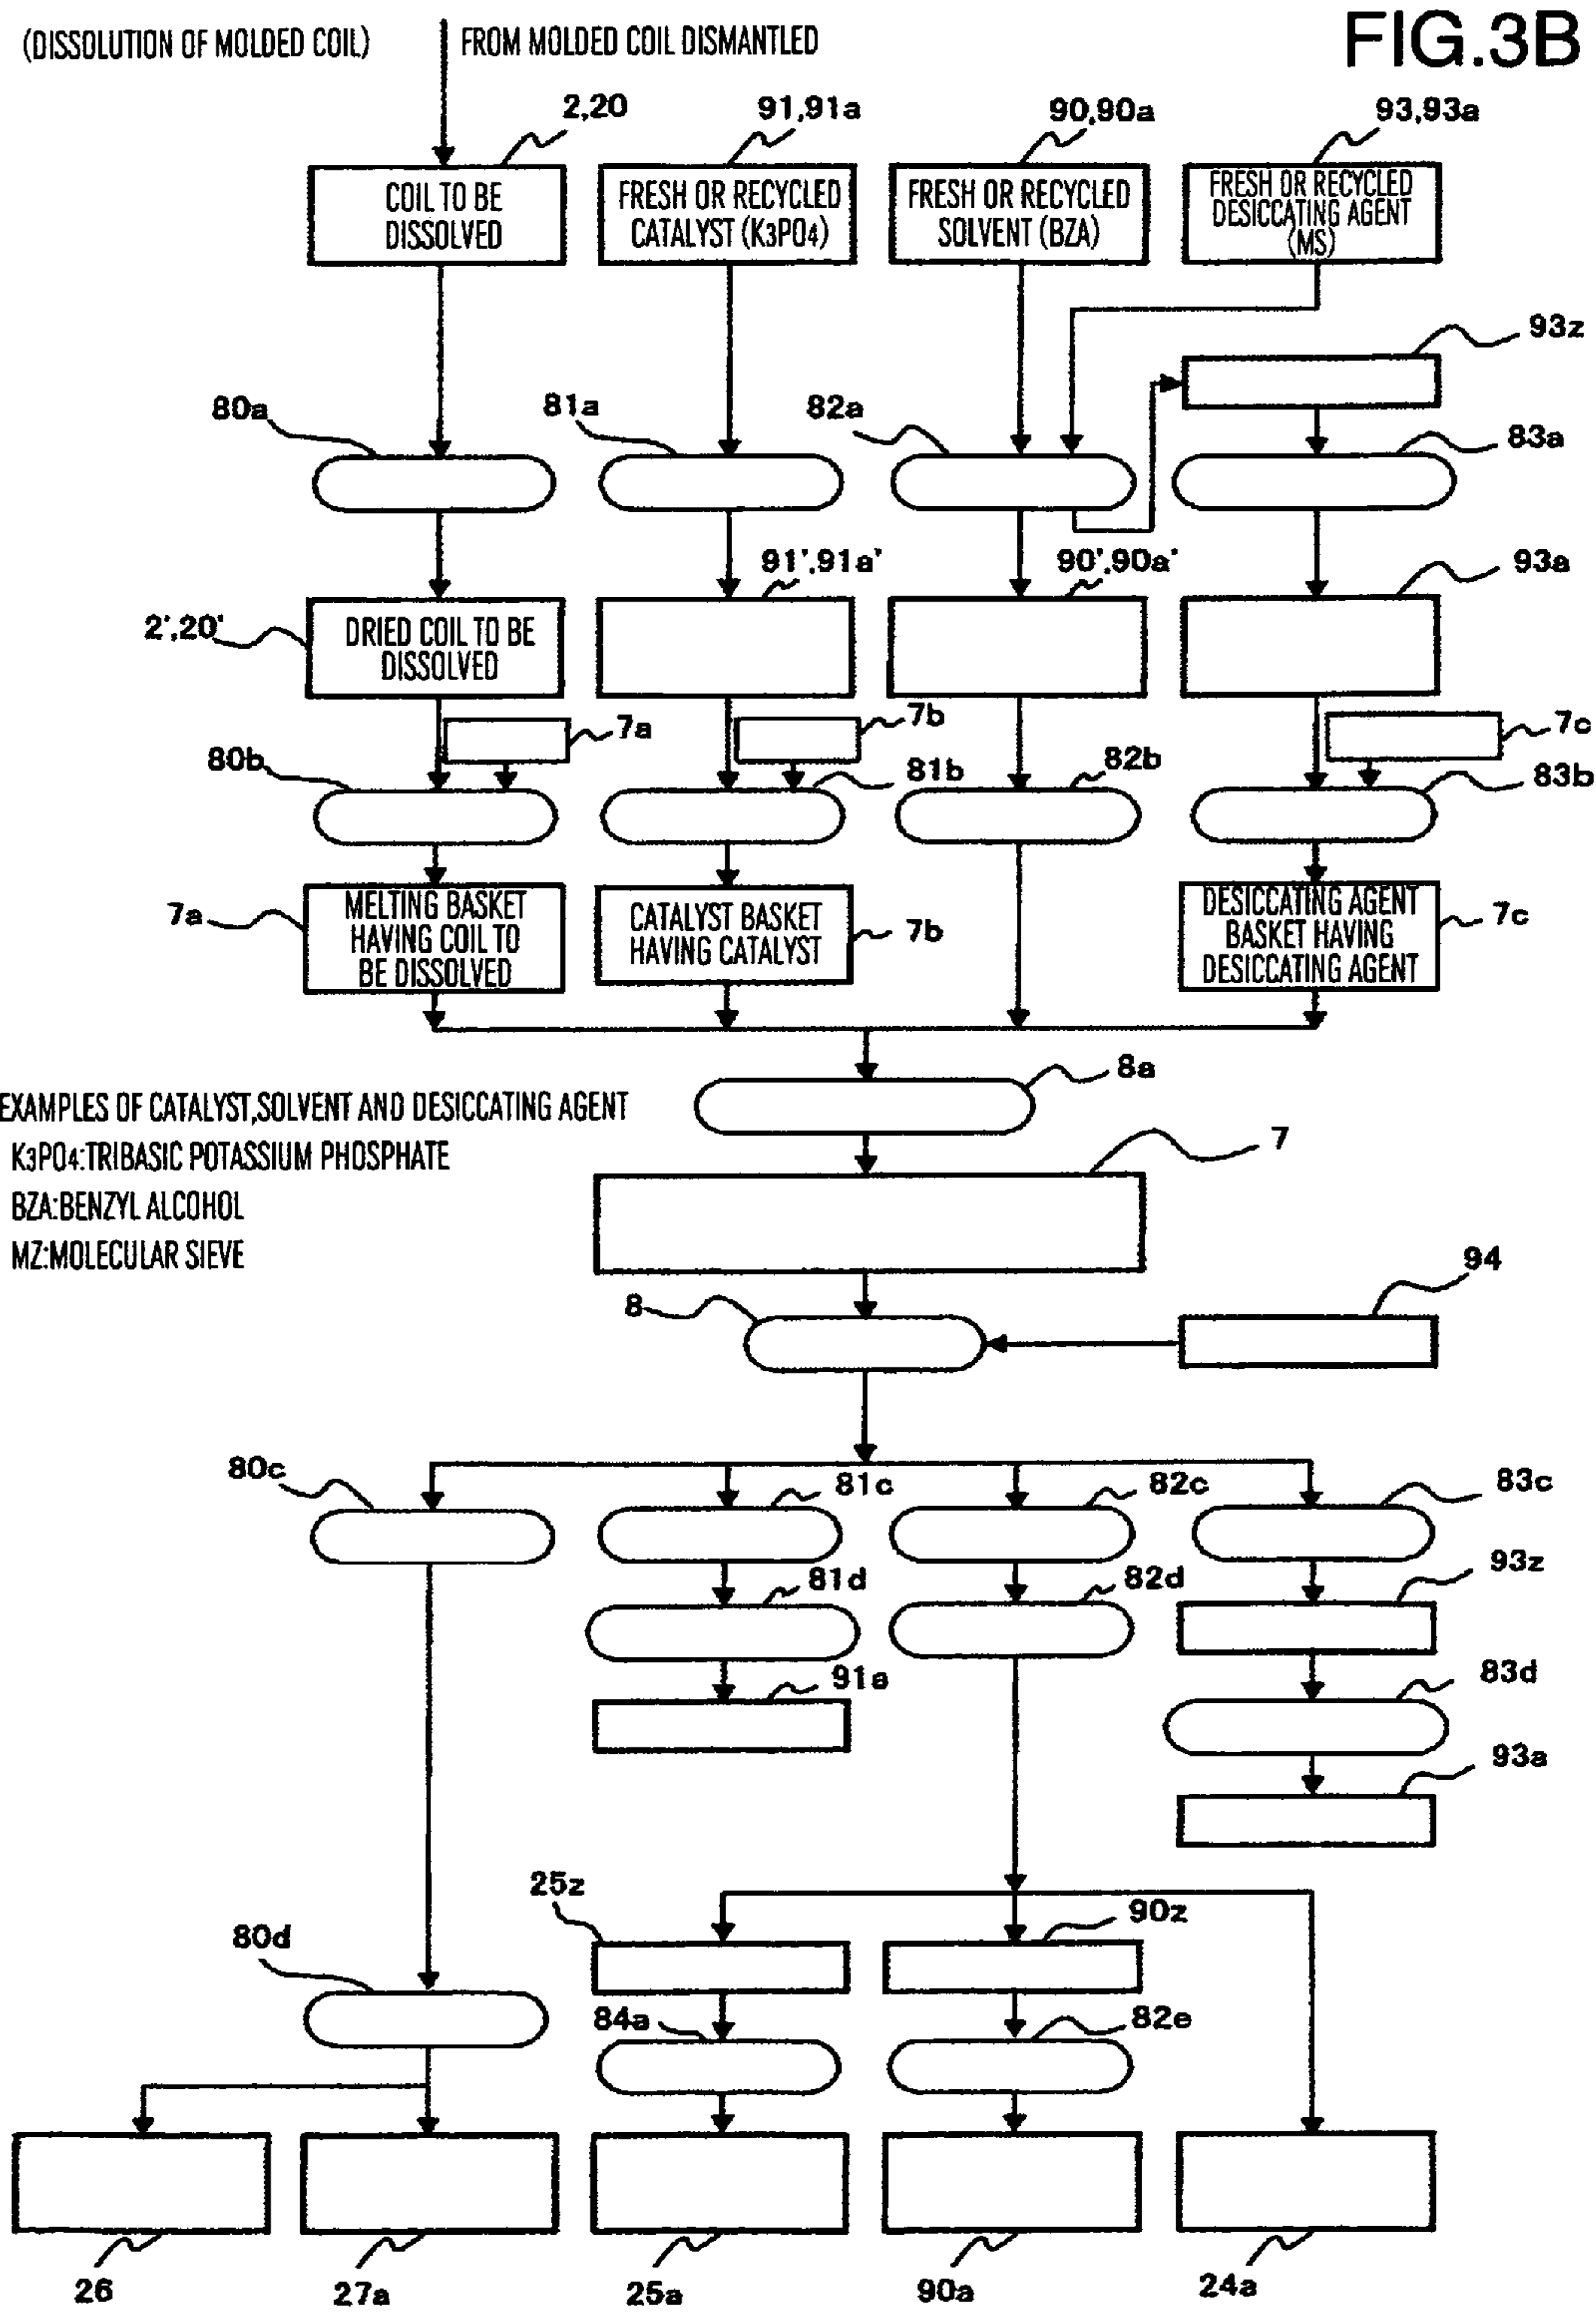 FIG.3B
(DISSOLUTION OF MOLDED COIL)
FROM MOLDED COIL DISMANTLED
2,20
91,91a
90,90a
93,93a
COIL TO BE
DISSOLVED
FRESH OR RECYCLED
CATALYST (K3PO4)
FRESH OR RECYCLED
SOLVENT (BZA)
FRESH OR RECYCLED
DESICCATING AGENT
(MS)
93z
80a
81a
82a
83a
91',91a'
90',90a'
93a
2',20'
DRIED COIL TO BE
DISSOLVED
7a
7b
7c
80b
81b
82b
83b
7a
MELTING BASKET
HAVING COIL TO
BE DISSOLVED
CATALYST BASKET
HAVING CATALYST
7b
DESICCATING AGENT
BASKET HAVING
DESICCATING AGENT
7c
8a
EXAMPLES OF CATALYST,SOLVENT AND DESICCATING AGENT
K3PO4:TRIBASIC POTASSIUM PHOSPHATE
BZA:BENZYL ALCOHOL
MZ:MOLECULAR SIEVE
7
94
8
80c
81c
82c
83c
81d
82d
93z
91a
83d
93a
25z
90z
80d
84a
82e
26
27a
25a
90a
24a